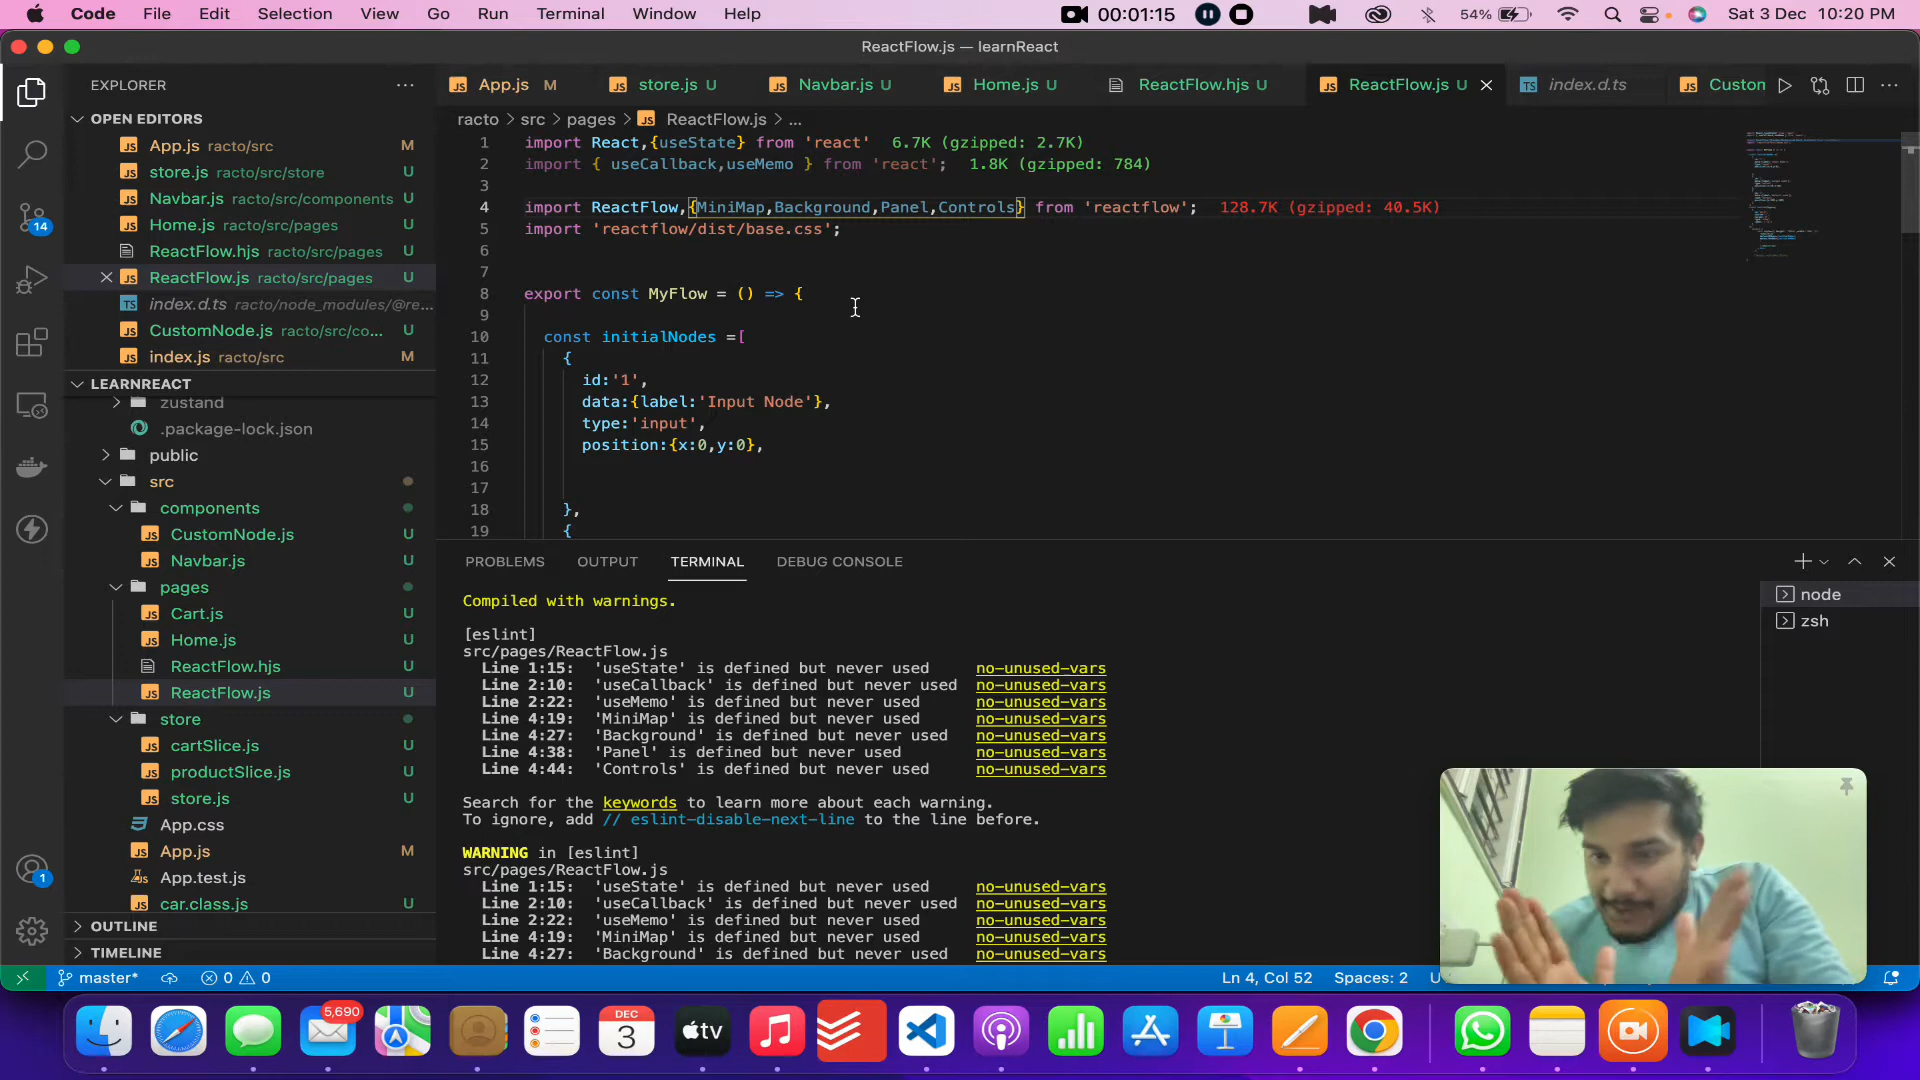 Code File Edit Selection View Go Run Terminal Window Help 00:01:15 54% Sat 3 Dec 10:20 PM
ReactFlow.js — learnReact
EXPLORER
App.js M store.js U Navbar.js U Home.js U ReactFlow.hjs U ReactFlow.js U index.d.ts Custon
OPEN EDITORS
App.js racto/src M
store.js racto/src/store U
Navbar.js racto/src/components U
Home.js racto/src/pages U
ReactFlow.hjs racto/src/pages U
ReactFlow.js racto/src/pages U
index.d.ts racto/node_modules/@re...
CustomNode.js racto/src/co... U
index.js racto/src M
14
LEARNREACT
zustand
.package-lock.json
public
src
components
CustomNode.js U
Navbar.js U
pages
Cart.js U
Home.js U
ReactFlow.hjs U
ReactFlow.js U
store
cartSlice.js U
productSlice.js U
store.js U
App.css
App.js M
App.test.js
car.class.js U
1
OUTLINE
TIMELINE
racto > src > pages > ReactFlow.js > ...
1 import React,{useState} from 'react' 6.7K (gzipped: 2.7K)
2 import { useCallback,useMemo } from 'react'; 1.8K (gzipped: 784)
3
4 import ReactFlow,{MiniMap,Background,Panel,Controls} from 'reactflow'; 128.7K (gzipped: 40.5K)
5 import 'reactflow/dist/base.css';
6
7
8 export const MyFlow = () => {
9
10 const initialNodes =[
11 {
12 id:'1',
13 data:{label:'Input Node'},
14 type:'input',
15 position:{x:0,y:0},
16
17
18 },
19 {
PROBLEMS OUTPUT TERMINAL DEBUG CONSOLE
node
zsh
Compiled with warnings.
[eslint]
src/pages/ReactFlow.js
Line 1:15: 'useState' is defined but never used no-unused-vars
Line 2:10: 'useCallback' is defined but never used no-unused-vars
Line 2:22: 'useMemo' is defined but never used no-unused-vars
Line 4:19: 'MiniMap' is defined but never used no-unused-vars
Line 4:27: 'Background' is defined but never used no-unused-vars
Line 4:38: 'Panel' is defined but never used no-unused-vars
Line 4:44: 'Controls' is defined but never used no-unused-vars
Search for the keywords to learn more about each warning.
To ignore, add // eslint-disable-next-line to the line before.
WARNING in [eslint]
src/pages/ReactFlow.js
Line 1:15: 'useState' is defined but never used no-unused-vars
Line 2:10: 'useCallback' is defined but never used no-unused-vars
Line 2:22: 'useMemo' is defined but never used no-unused-vars
Line 4:19: 'MiniMap' is defined but never used no-unused-vars
Line 4:27: 'Background' is defined but never used no-unused-vars
master* 0 0 Ln 4, Col 52 Spaces: 2 U
5,690
DEC
3
tv